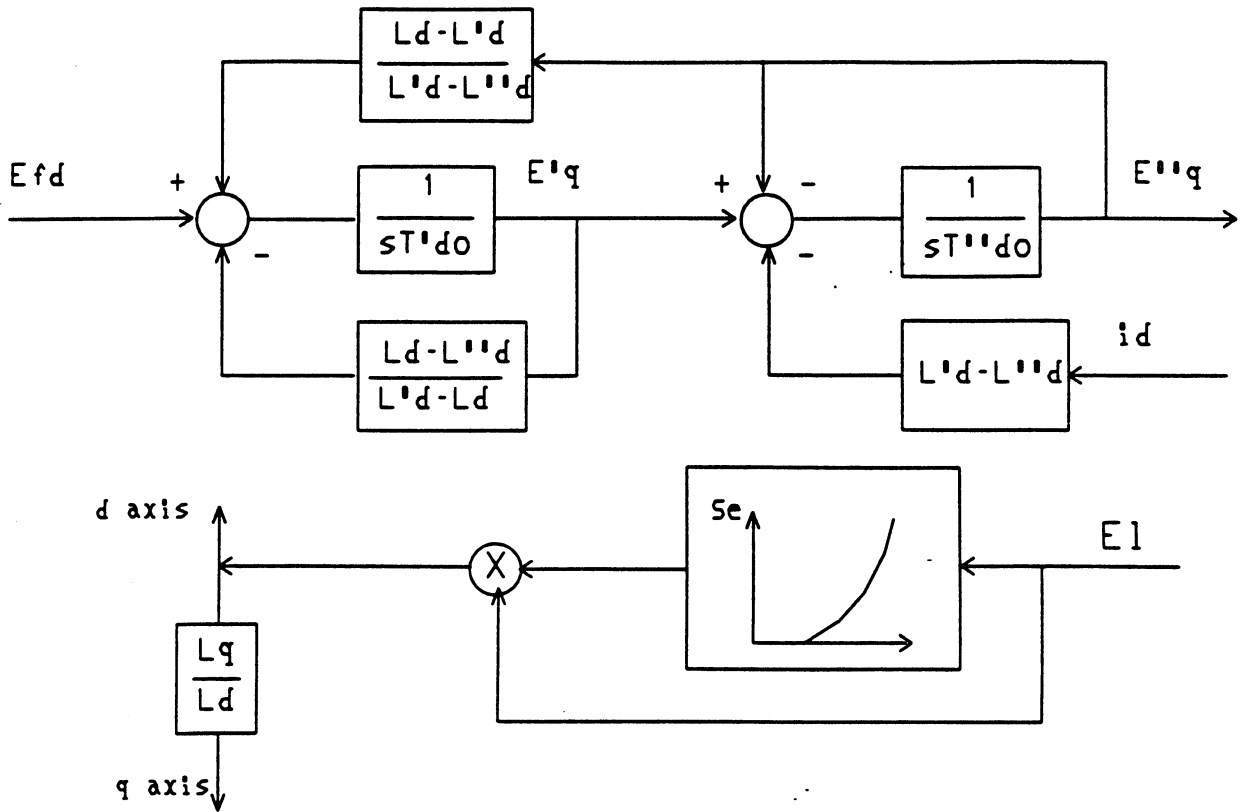 Ld-L'd
L'd-L''d
Efd
+
-
1
sT'do
E'q
+
-
-
1
sT''do
E''q
Ld-L''d
L'd-Ld
L'd-L''d
id
d axis
X
Se
El
Lq
Ld
q axis